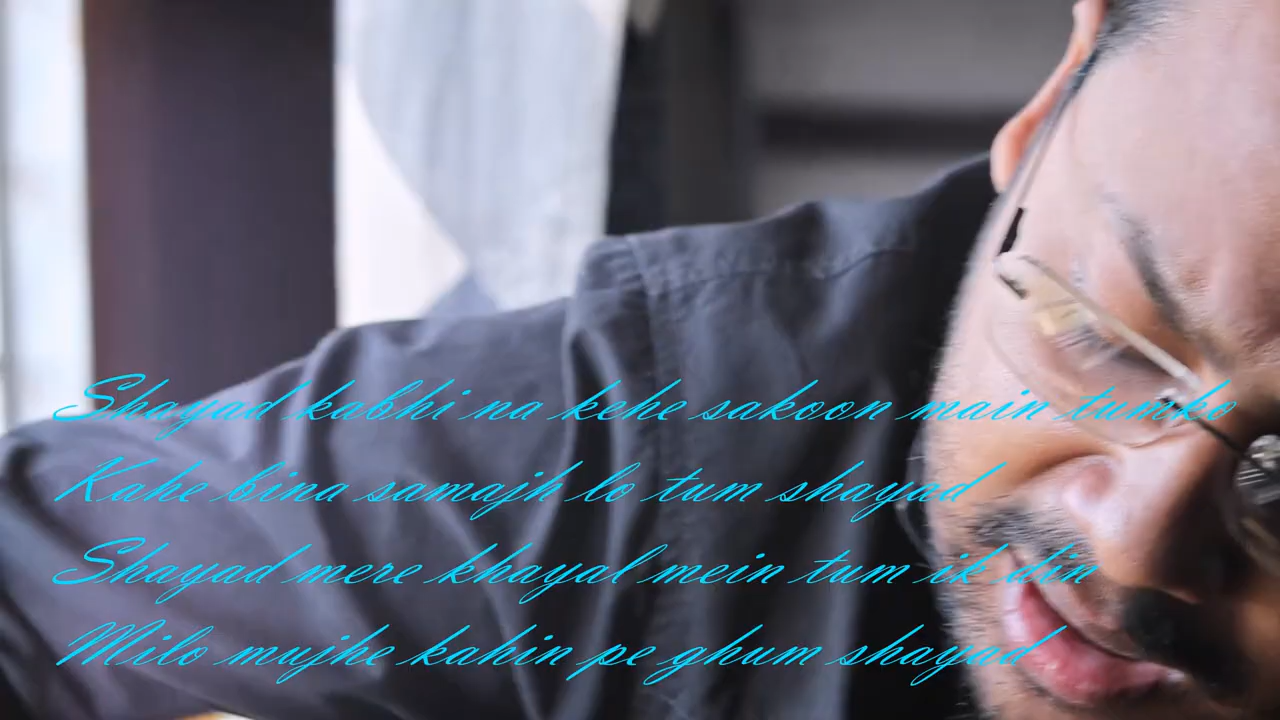 Shayad kabhi na kehe sakoon main tumko
Kahe bina samajh lo tum shayad
Shayad mere khayal mein tum ik din
Milo mujhe kahin pe ghum shayad